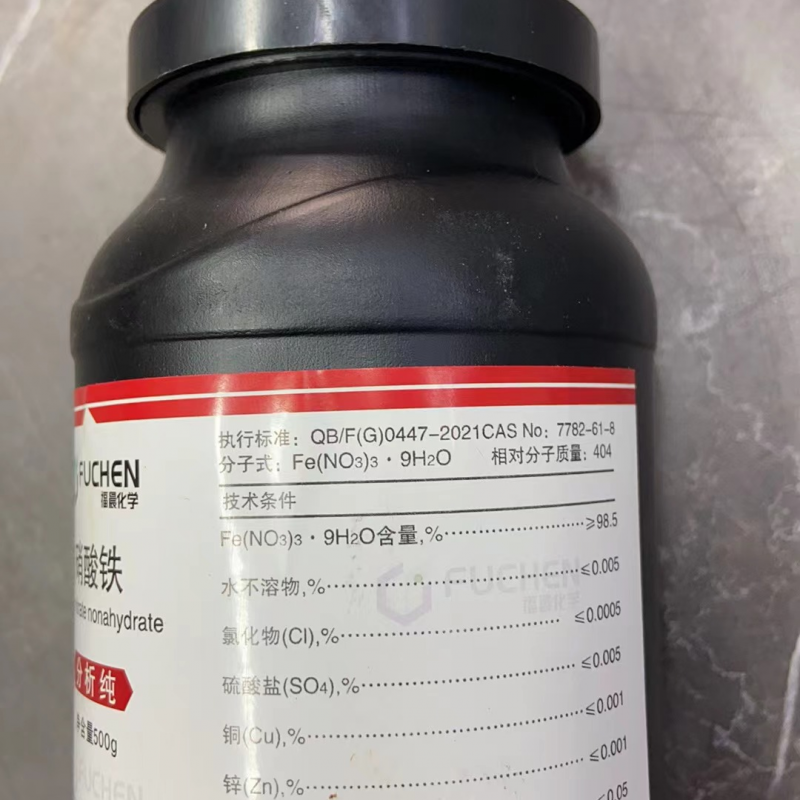 执行标准: QB/F(G)0447-2021CAS No: 7782-61-8
分子式: Fe(NO3)3·9H2O 相对分子质量: 404
技术条件
Fe(NO3)3·9H2O含量,%··················≥98.5
水不溶物,%··················≤0.005
氯化物(Cl),%··················≤0.0005
硫酸盐(SO4),%··················≤0.005
铜(Cu),%··················≤0.001
锌(Zn),%··················≤0.001
≤0.05
FUCHEN
福晨化学
酸铁
nonahydrate
分析纯
含量500g
FUCHEN
福晨化学
FUCHEN